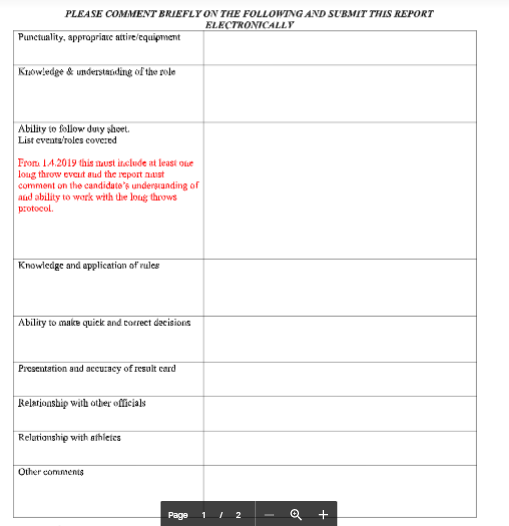 PLEASE COMMENT BRIEFLY ON THE FOLLOWING AND SUBMIT THIS REPORT
ELECTRONICALLY
Punctuality, appropriate attire/equipment
Knowledge & understanding of the role
Ability to follow duty sheet.
List events/roles covered
From 1.4.2019 this must include at least one
long throw event and the report must
comment on the candidate's understanding of
and ability to work with the long throws
protocol.
Knowledge and application of rules
Ability to make quick and correct decisions
Presentation and accuracy of result card
Relationship with other officials
Relationship with athletes
Other comments
Page 1 / 2